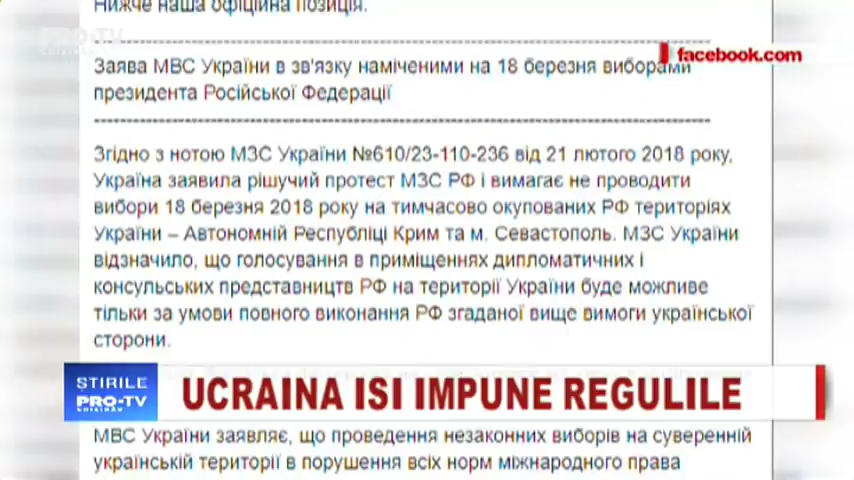 Нижче наша офіційна позиція.
PRO•TV
CHISINAU
facebook.com
Заява МВС України в зв'язку наміченими на 18 березня виборами
президента Російської Федерації
Згідно з нотою МЗС України №610/23-110-236 від 21 лютого 2018 року,
Україна заявила рішучий протест МЗС РФ і вимагає не проводити
вибори 18 березня 2018 року на тимчасово окупованих РФ територіях
України – Автономній Республіці Крим та м. Севастополь. МЗС України
відзначило, що голосування в приміщеннях дипломатичних і
консульських представництв РФ на території України буде можливе
тільки за умови повного виконання РФ згаданої вище вимоги української
сторони.
STIRILE
PRO•TV
CHISINAU
UCRAINA ISI IMPUNE REGULILE
МВС України заявляє, що проведення незаконних виборів на суверенній
українській території в порушення всіх норм міжнародного права